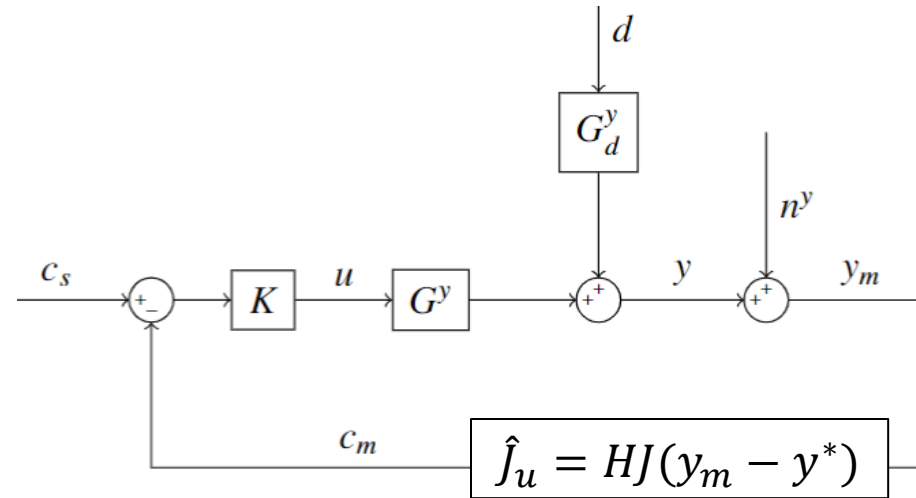 d
G_d^y
n^y
c_s
+
−
K
u
G^y
+
+
y
+
+
y_m
c_m
Ĵ_u = HJ(y_m − y^*)